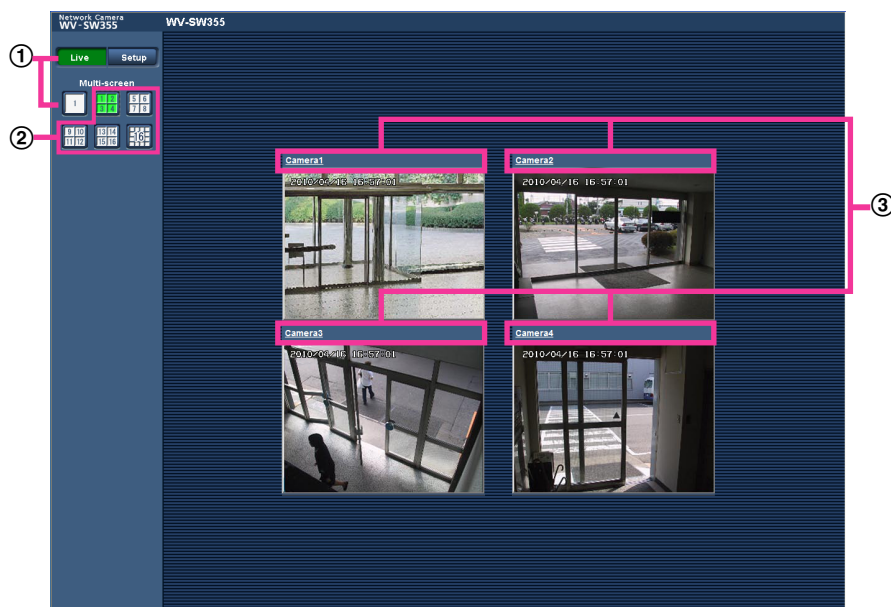 Network Camera
WV-SW355
WV-SW355
①
Live Setup
Multi-screen
1
1 2
3 4
5 6
7 8
②
9 10
11 12
13 14
15 16
16
③
Camera1
2010/04/16 16:57:01
Camera2
2010/04/16 16:57:01
Camera3
2010/04/16 16:57:01
Camera4
2010/04/16 16:57:01